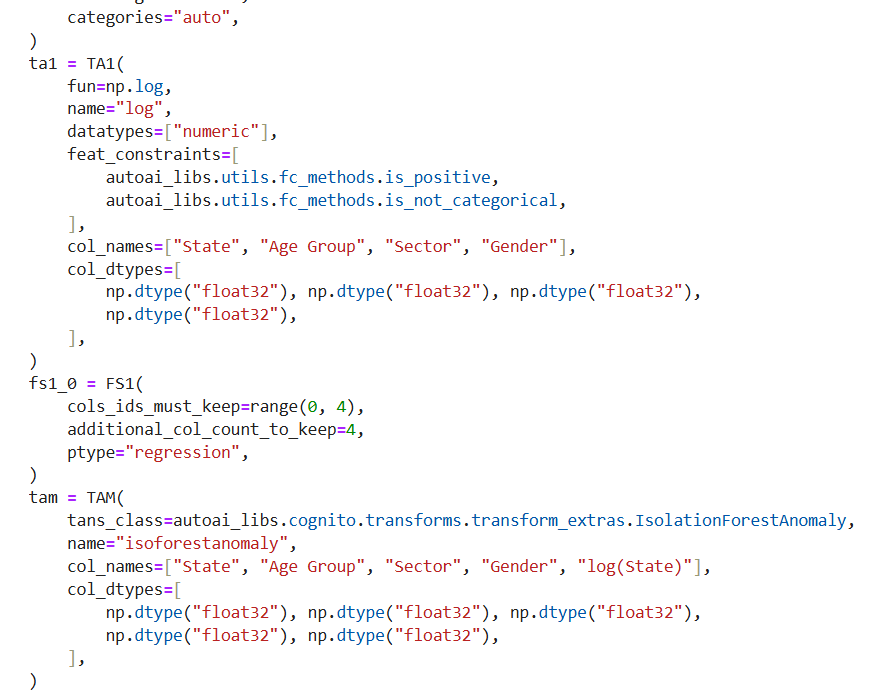 categories="auto",
)
ta1 = TA1(
fun=np.log,
name="log",
datatypes=["numeric"],
feat_constraints=[
autoai_libs.utils.fc_methods.is_positive,
autoai_libs.utils.fc_methods.is_not_categorical,
],
col_names=["State", "Age Group", "Sector", "Gender"],
col_dtypes=[
np.dtype("float32"), np.dtype("float32"), np.dtype("float32"),
np.dtype("float32"),
],
)
fs1_0 = FS1(
cols_ids_must_keep=range(0, 4),
additional_col_count_to_keep=4,
ptype="regression",
)
tam = TAM(
tans_class=autoai_libs.cognito.transforms.transform_extras.IsolationForestAnomaly,
name="isoforestanomaly",
col_names=["State", "Age Group", "Sector", "Gender", "log(State)"],
col_dtypes=[
np.dtype("float32"), np.dtype("float32"), np.dtype("float32"),
np.dtype("float32"), np.dtype("float32"),
],
)